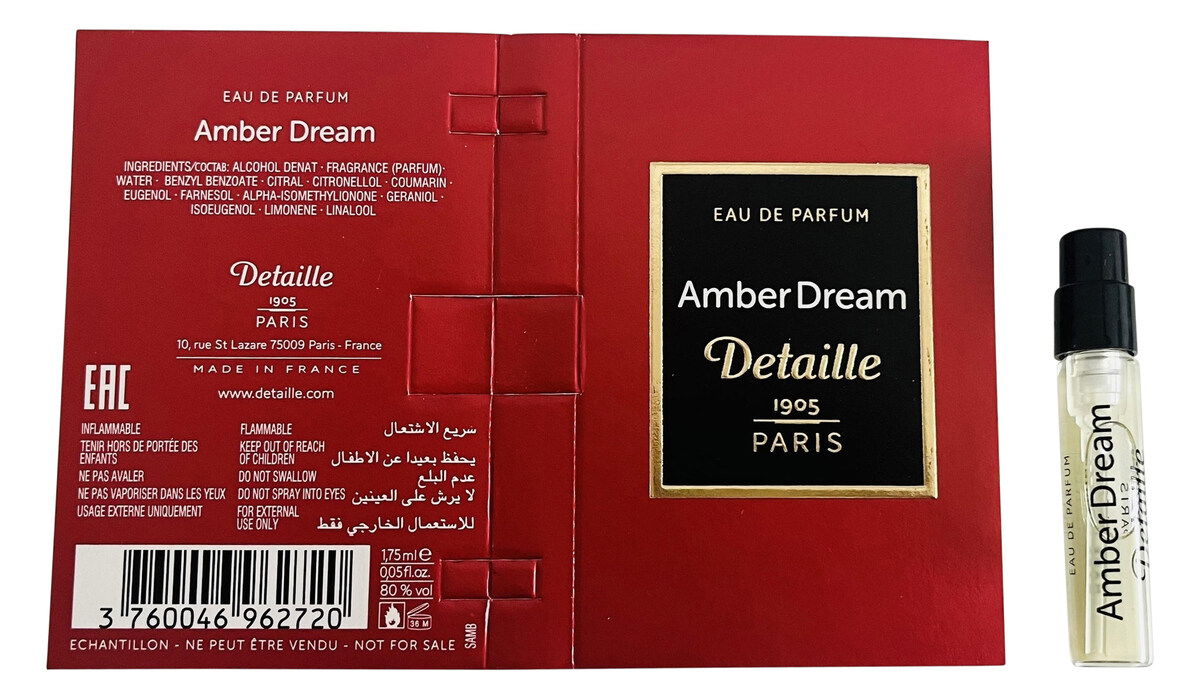 EAU DE PARFUM
Amber Dream
INGREDIENTS/СОСТАВ: ALCOHOL DENAT · FRAGRANCE (PARFUM)·
WATER · BENZYL BENZOATE · CITRAL · CITRONELLOL · COUMARIN ·
EUGENOL · FARNESOL · ALPHA-ISOMETHYLIONONE · GERANIOL ·
ISOEUGENOL · LIMONENE · LINALOOL
Detaille
1905
PARIS
10, rue St Lazare 75009 Paris - France
MADE IN FRANCE
www.detaille.com
EAC
INFLAMMABLE
TENIR HORS DE PORTÉE DES
ENFANTS
NE PAS AVALER
NE PAS VAPORISER DANS LES YEUX
USAGE EXTERNE UNIQUEMENT
FLAMMABLE
KEEP OUT OF REACH
OF CHILDREN
DO NOT SWALLOW
DO NOT SPRAY INTO EYES
FOR EXTERNAL
USE ONLY
سريع الاشتعال
يحفظ بعيدا عن الاطفال
عدم البلع
لا يرش على العينين
للاستعمال الخارجي فقط
3 760046 962720
1,75 ml e
0,05 fl.oz.
80 % vol
36 M
SAMB
ECHANTILLON - NE PEUT ÊTRE VENDU - NOT FOR SALE
EAU DE PARFUM
Amber Dream
Detaille
1905
PARIS
EAU DE PARFUM
Amber Dream
PARIS
Detaille